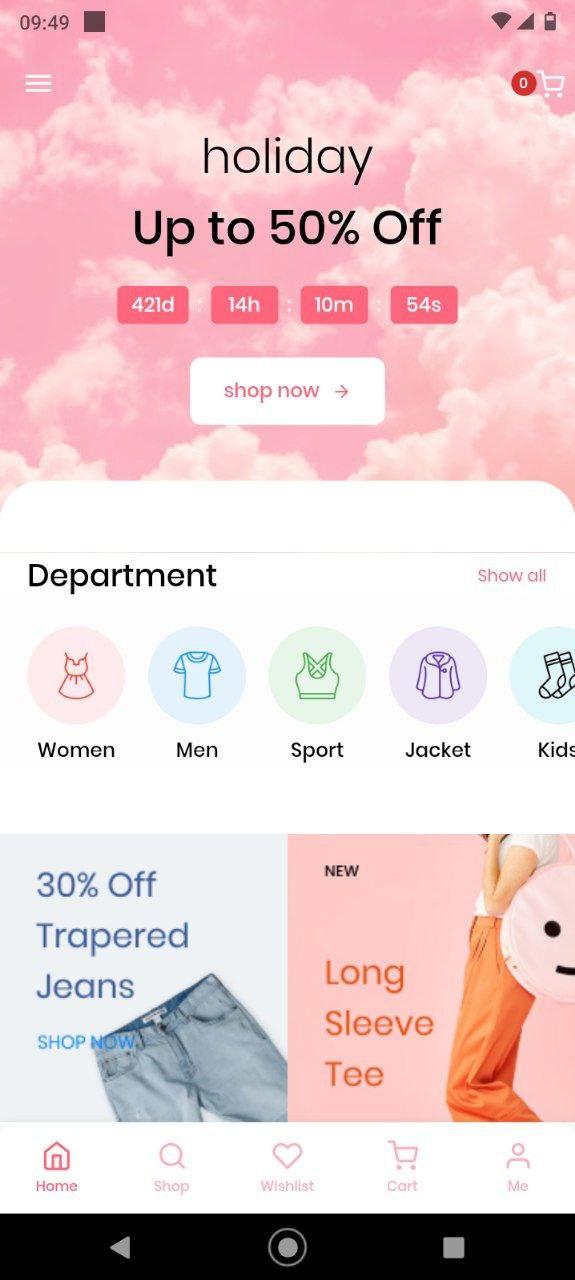 09:49
0
holiday
Up to 50% Off
421d : 14h : 10m : 54s
shop now →
Department
Show all
Women
Men
Sport
Jacket
Kids
30% Off
Trapered
Jeans
SHOP NOW
NEW
Long
Sleeve
Tee
Home
Shop
Wishlist
Cart
Me